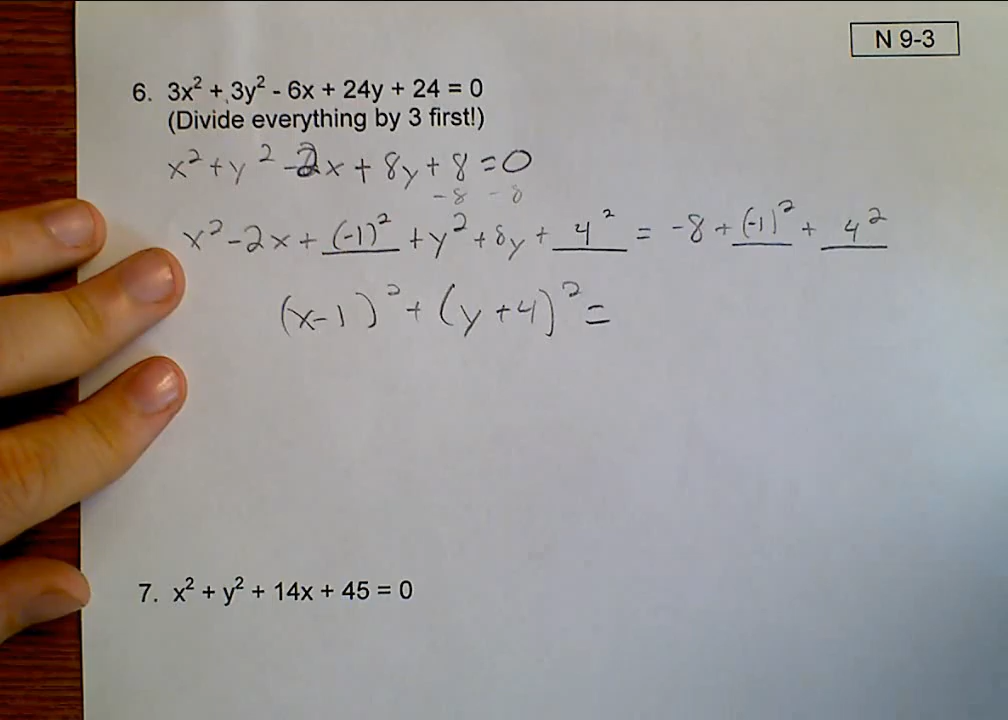 N 9-3
6. 3x² + 3y² - 6x + 24y + 24 = 0
(Divide everything by 3 first!)
x² + y² - 2x + 8y + 8 = 0
-8 -8
x² - 2x + (-1)² + y² + 8y + 4² = -8 + (-1)² + 4²
(x-1)² + (y+4)² =
7. x² + y² + 14x + 45 = 0